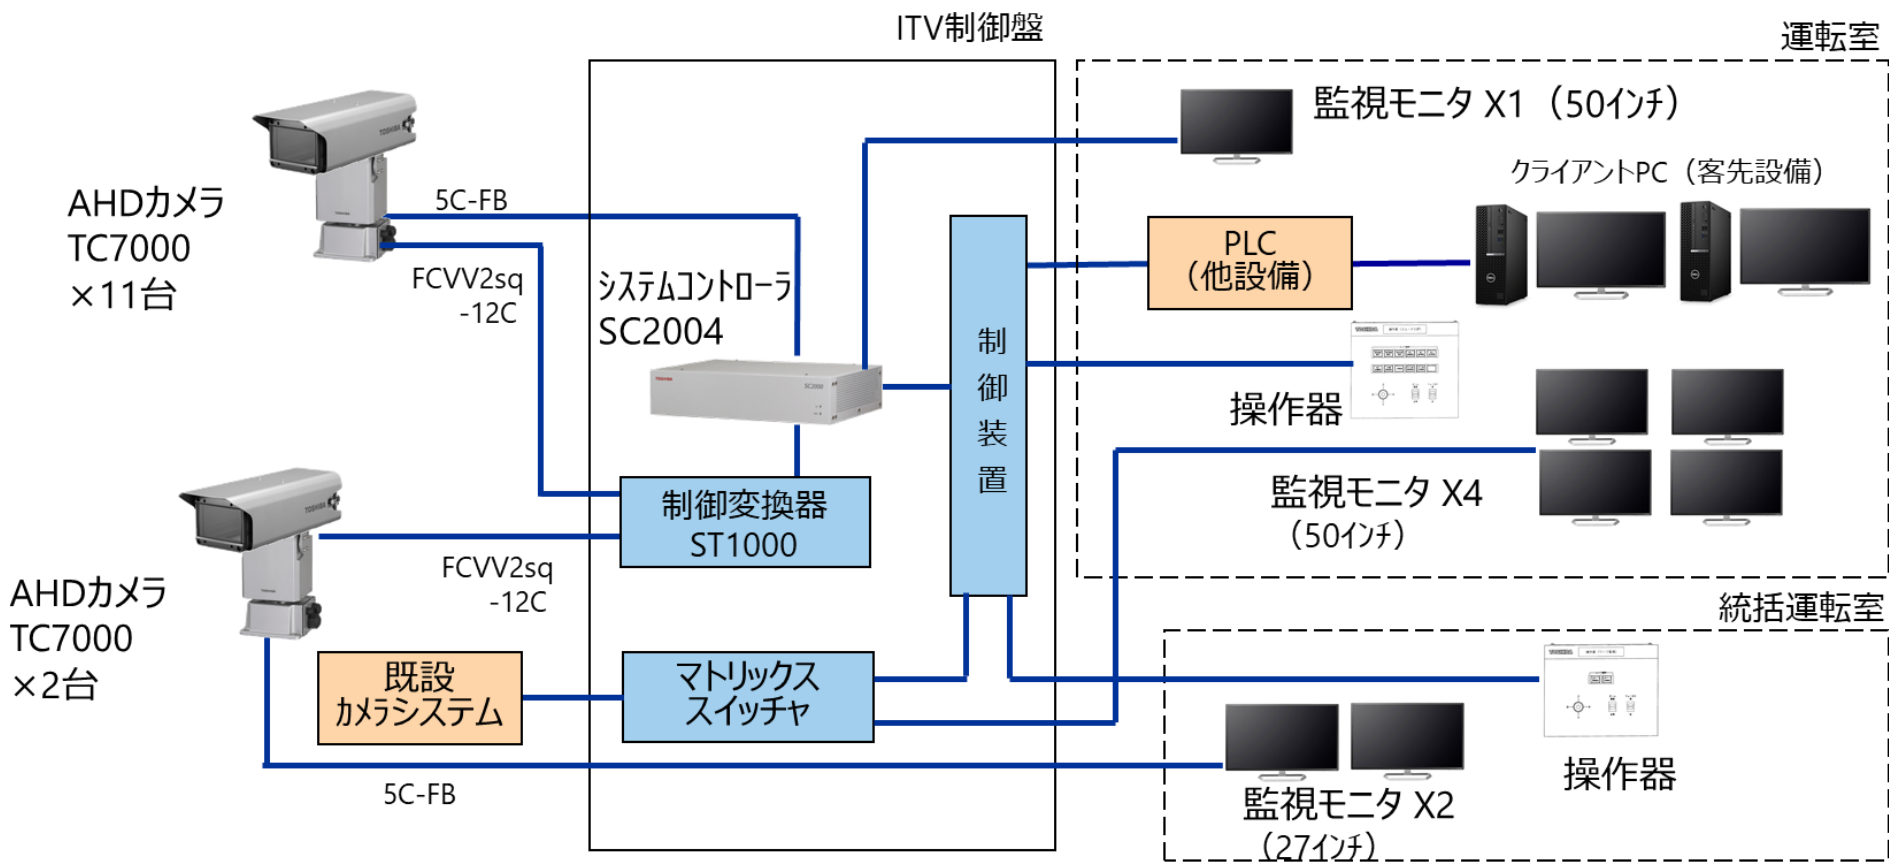 ITV制御盤
運転室
監視モニタ X1（50インチ）
クライアントPC（客先設備）
AHDカメラ
TC7000
×11台
5C-FB
FCVV2sq
-12C
システムコントローラ
SC2004
TOSHIBA
SC2000
制
御
装
置
PLC
（他設備）
操作器
監視モニタ X4
（50インチ）
制御変換器
ST1000
AHDカメラ
TC7000
×2台
FCVV2sq
-12C
既設
カメラシステム
マトリックス
スイッチャ
5C-FB
統括運転室
監視モニタ X2
（27インチ）
操作器
TOSHIBA
TOSHIBA